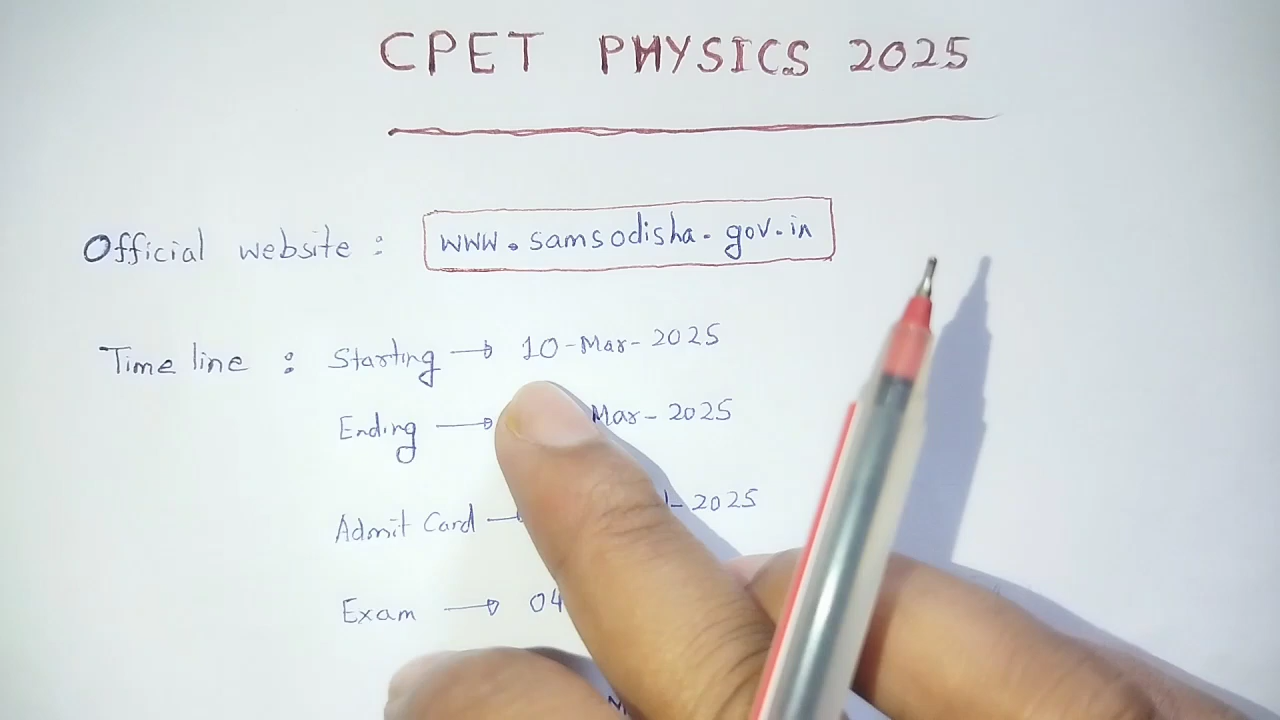 CPET PHYSICS 2025
Official website : www.samsodisha.gov.in
Time line : Starting → 10-Mar-2025
Ending → Mar-2025
Admit Card → -2025
Exam → 04